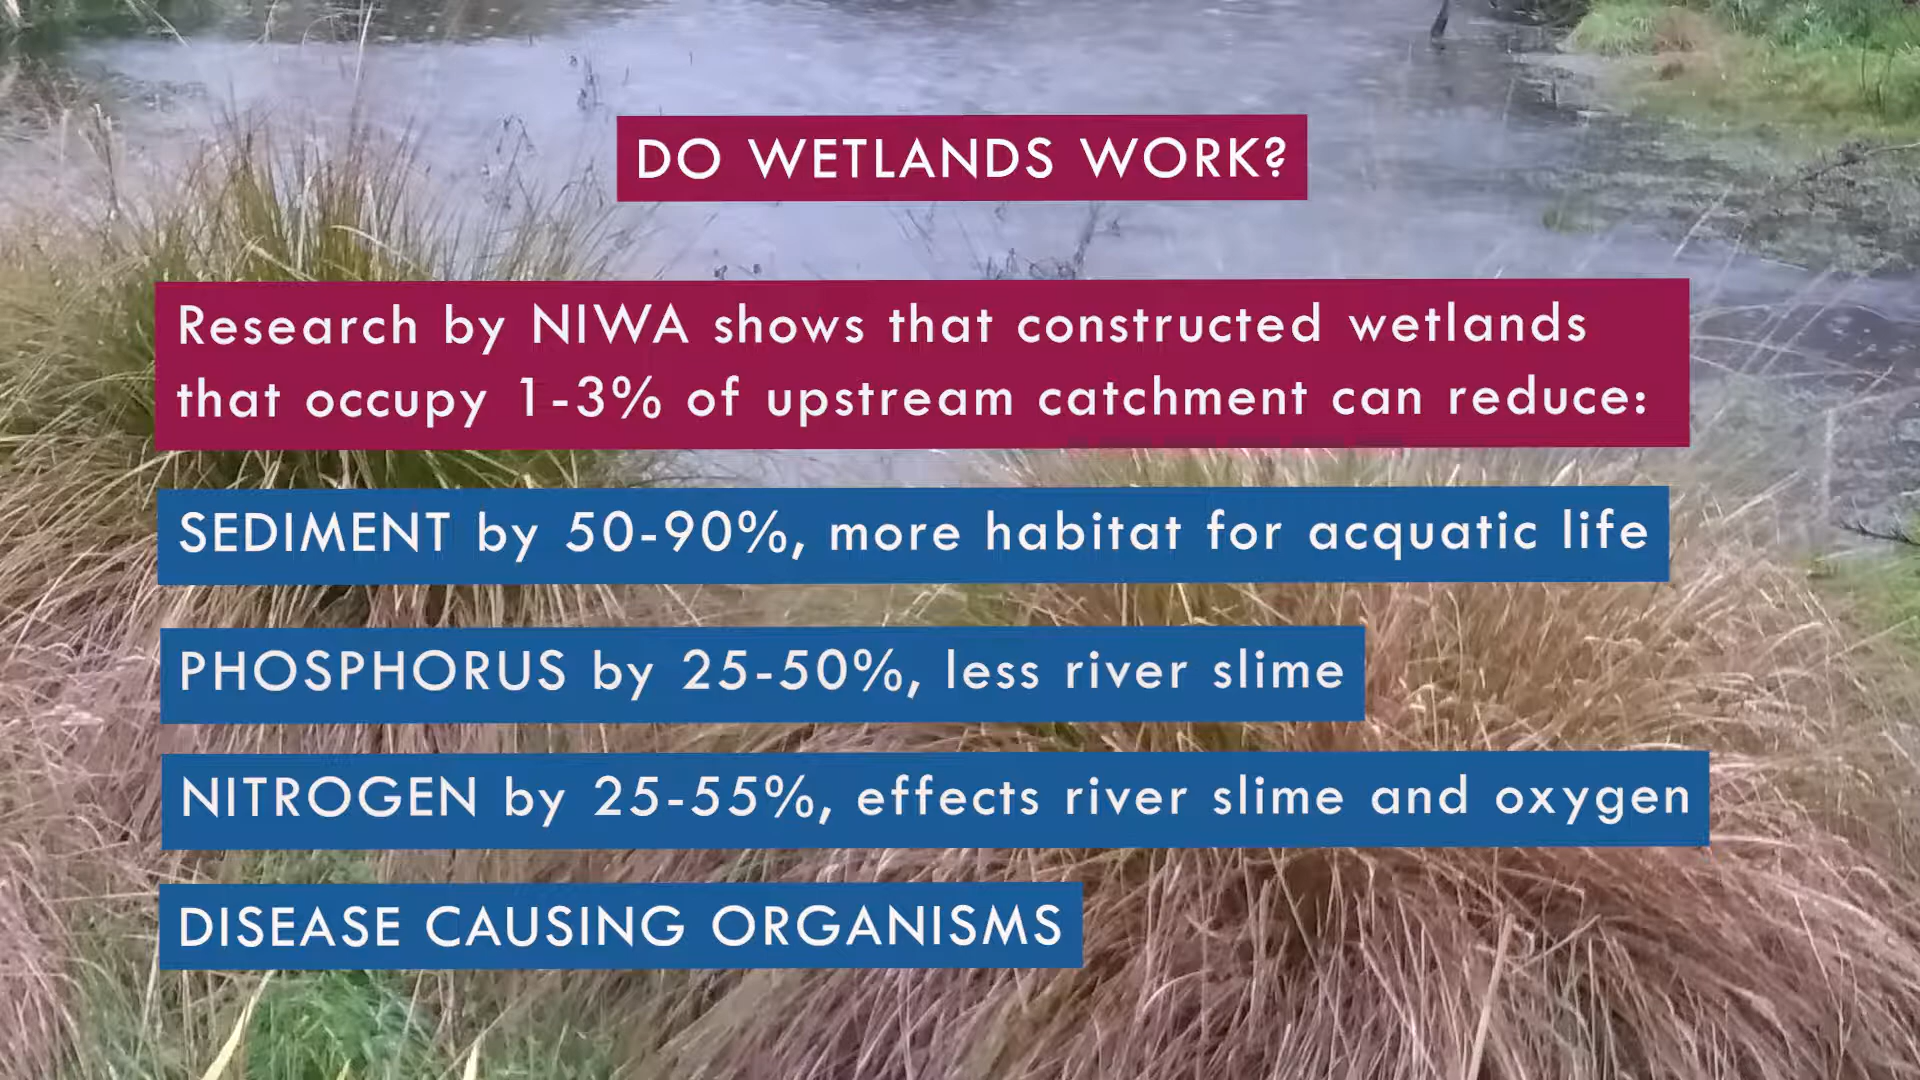 DO WETLANDS WORK?
Research by NIWA shows that constructed wetlands
that occupy 1-3% of upstream catchment can reduce:
SEDIMENT by 50-90%, more habitat for acquatic life
PHOSPHORUS by 25-50%, less river slime
NITROGEN by 25-55%, effects river slime and oxygen
DISEASE CAUSING ORGANISMS